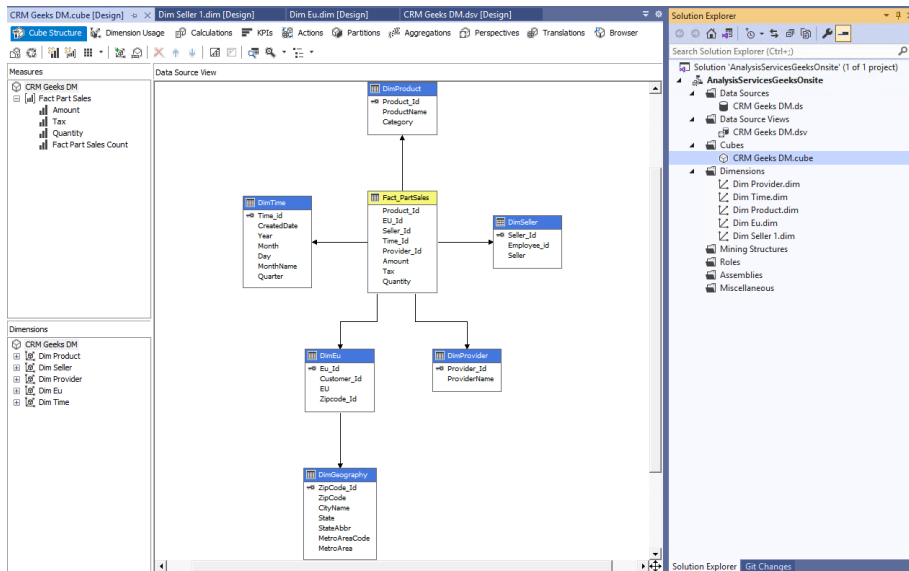 CRM Geeks DM.cube [Design]
Dim Seller 1.dim [Design]
Dim Eu.dim [Design]
CRM Geeks DM.dsv [Design]
Cube Structure
Dimension Usage
Calculations
KPIs
Actions
Partitions
Aggregations
Perspectives
Translations
Browser
Measures
CRM Geeks DM
Fact Part Sales
Amount
Tax
Quantity
Fact Part Sales Count
Dimensions
CRM Geeks DM
Dim Product
Dim Seller
Dim Provider
Dim Eu
Dim Time
Data Source View
DimProduct
Product_Id
ProductName
Category
DimTime
Time_id
CreatedDate
Year
Month
Day
MonthName
Quarter
Fact_PartSales
Product_Id
EU_Id
Seller_Id
Time_Id
Provider_Id
Amount
Tax
Quantity
DimSeller
Seller_Id
Employee_id
Seller
DimEu
Eu_Id
Customer_Id
EU
Zipcode_Id
DimProvider
Provider_Id
ProviderName
DimGeography
ZipCode_Id
ZipCode
CityName
State
StateAbbr
MetroAreaCode
MetroArea
Solution Explorer
Search Solution Explorer (Ctrl+;)
Solution 'AnalysisServicesGeeksOnsite' (1 of 1 project)
AnalysisServicesGeeksOnsite
Data Sources
CRM Geeks DM.ds
Data Source Views
CRM Geeks DM.dsv
Cubes
CRM Geeks DM.cube
Dimensions
Dim Provider.dim
Dim Time.dim
Dim Product.dim
Dim Eu.dim
Dim Seller 1.dim
Mining Structures
Roles
Assemblies
Miscellaneous
Solution Explorer
Git Changes